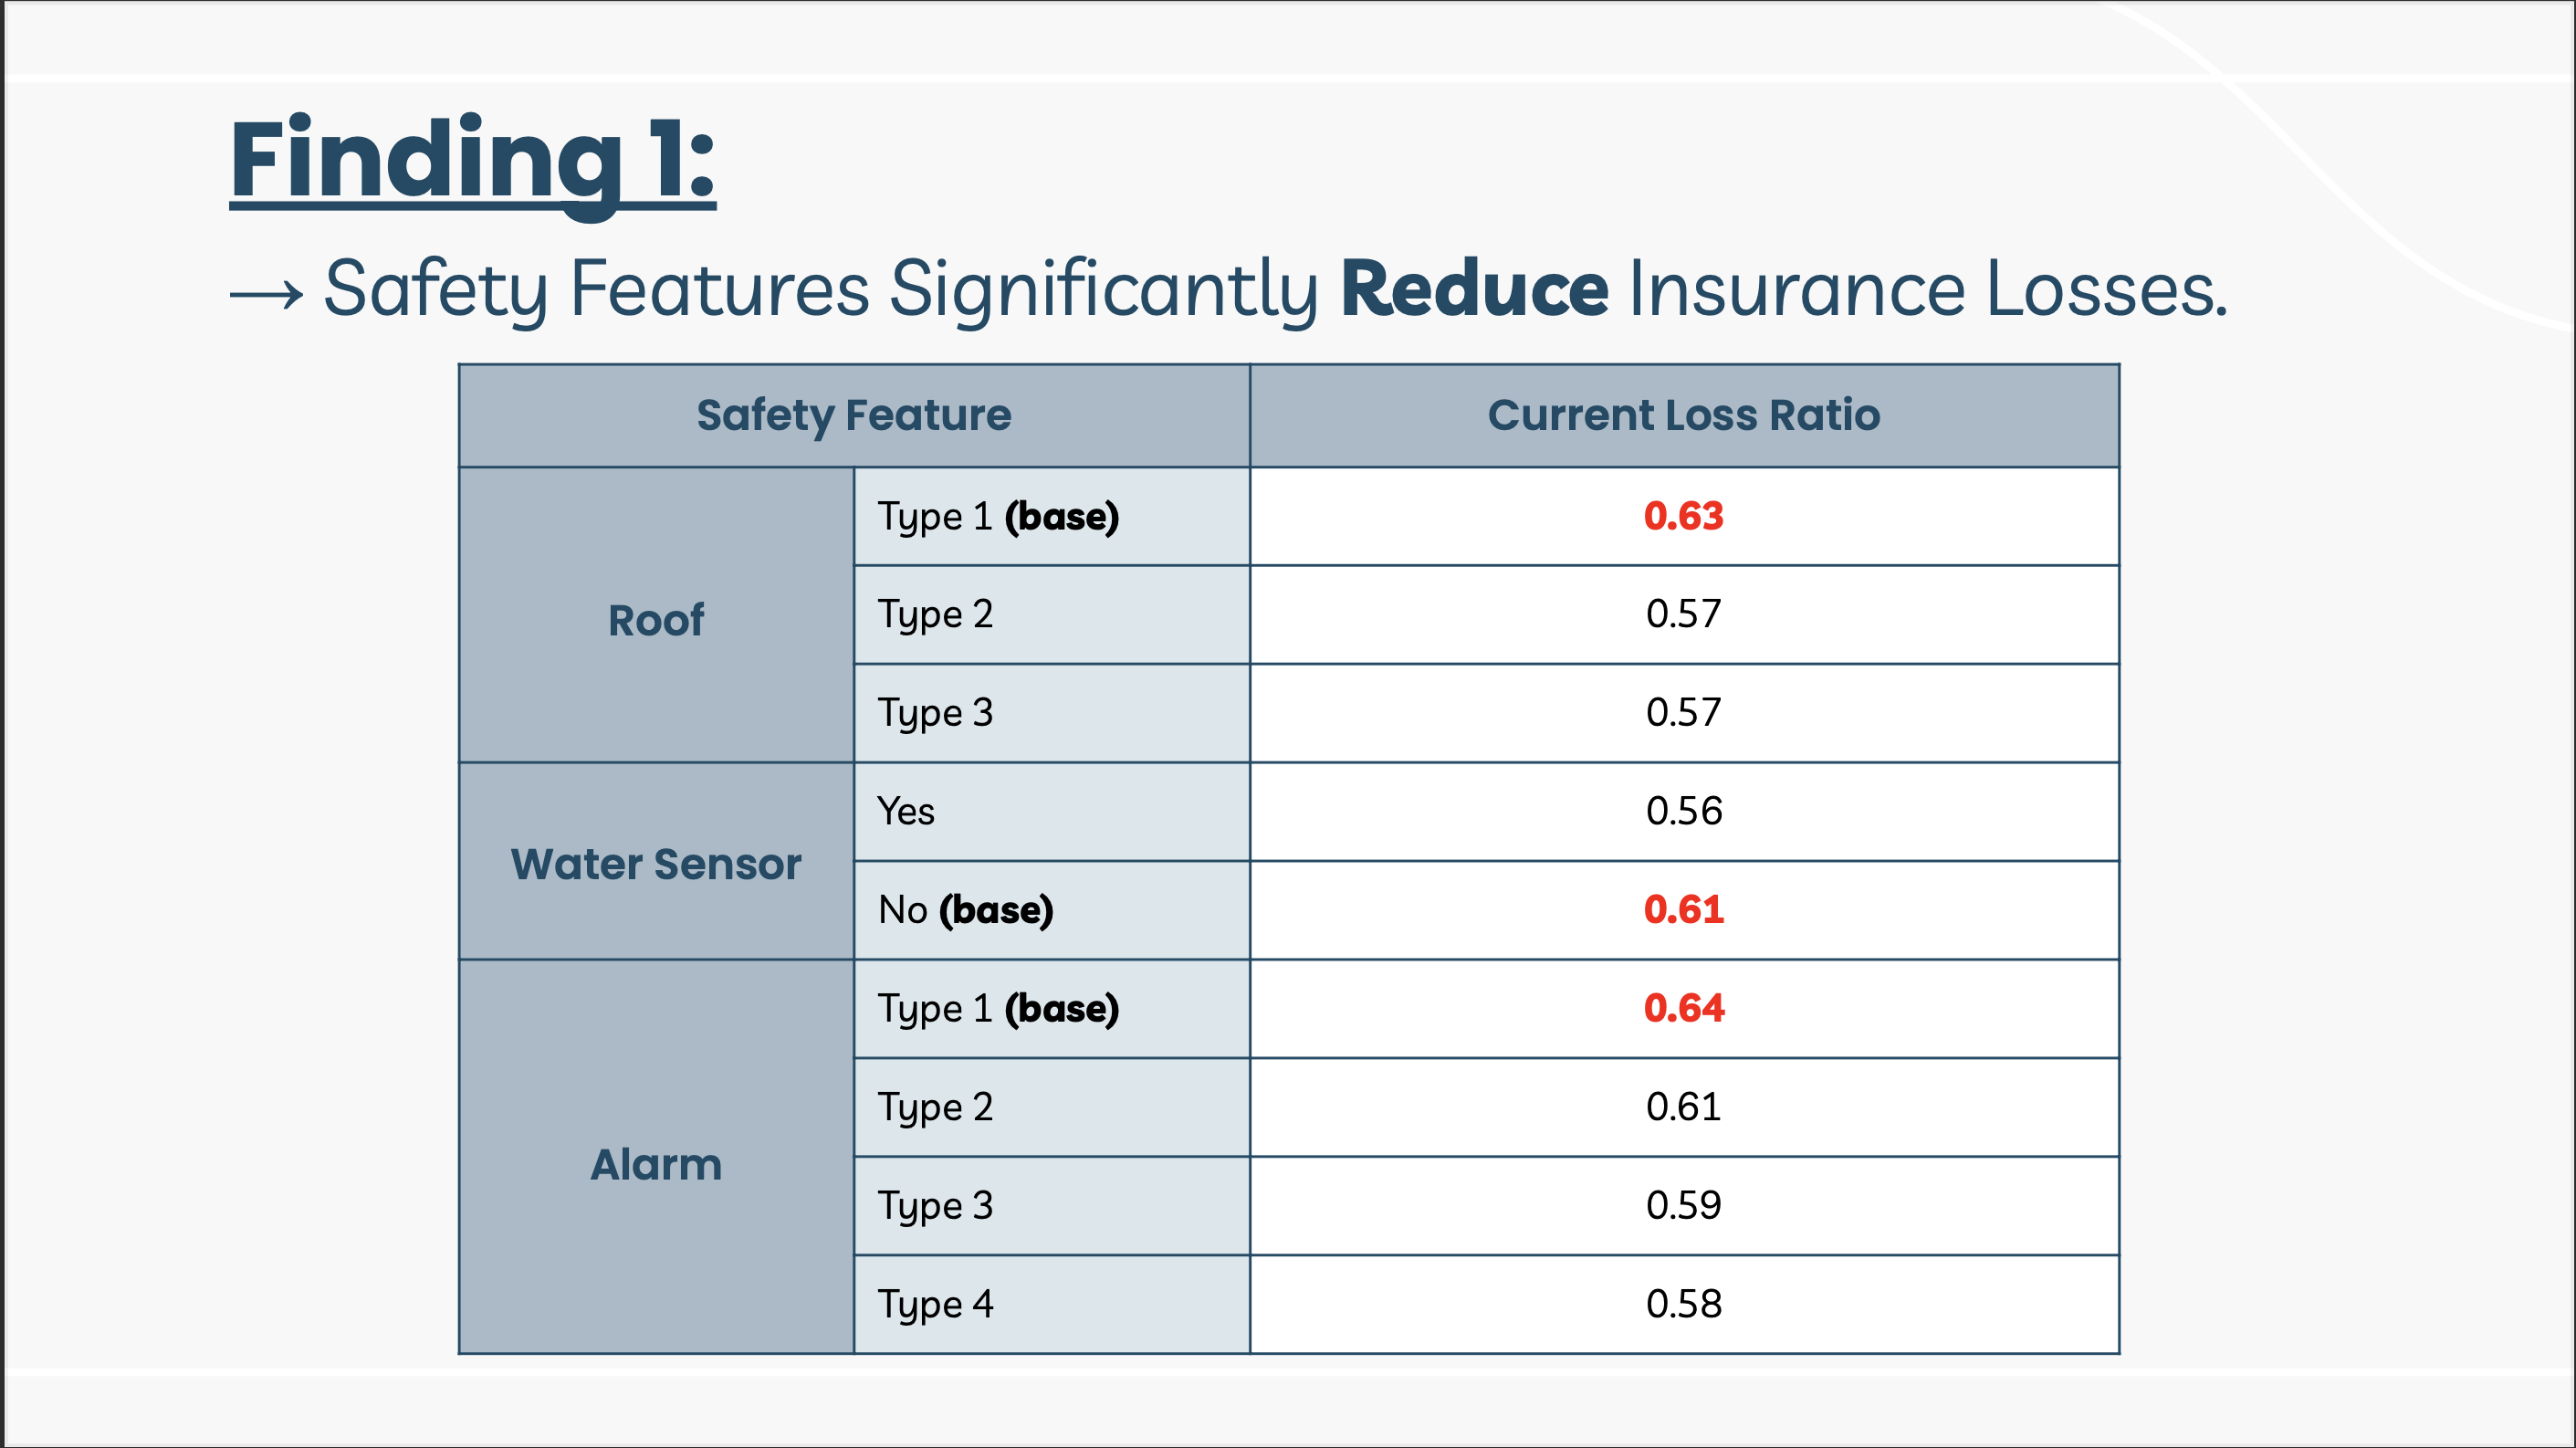 Finding 1:
→ Safety Features Significantly Reduce Insurance Losses.
Safety Feature Current Loss Ratio
Roof
Type 1 (base) 0.63
Type 2 0.57
Type 3 0.57
Water Sensor
Yes 0.56
No (base) 0.61
Alarm
Type 1 (base) 0.64
Type 2 0.61
Type 3 0.59
Type 4 0.58